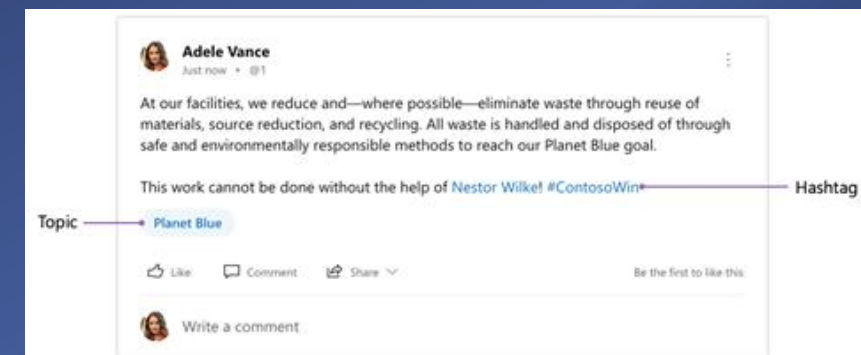 Adele Vance
Just now • @1
At our facilities, we reduce and—where possible—eliminate waste through reuse of
materials, source reduction, and recycling. All waste is handled and disposed of through
safe and environmentally responsible methods to reach our Planet Blue goal.
This work cannot be done without the help of Nestor Wilke! #ContosoWin
Hashtag
Topic
Planet Blue
Like Comment Share
Be the first to like this
Write a comment